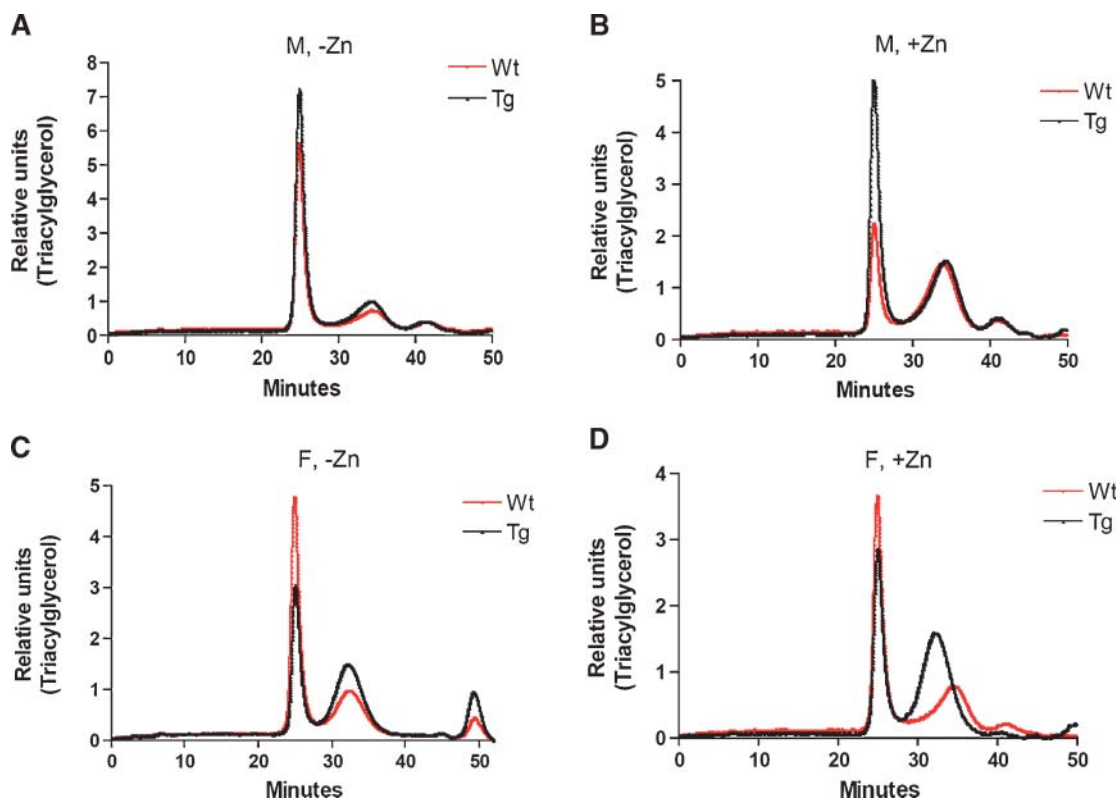 A
M, -Zn
Wt
Tg
Relative units
(Triacylglycerol)
8
7
6
5
4
3
2
1
0
0 10 20 30 40 50
Minutes
B
M, +Zn
Wt
Tg
Relative units
(Triacylglycerol)
5
4
3
2
1
0
0 10 20 30 40 50
Minutes
C
F, -Zn
Wt
Tg
Relative units
(Triacylglycerol)
5
4
3
2
1
0
0 10 20 30 40 50
Minutes
D
F, +Zn
Wt
Tg
Relative units
(Triacylglycerol)
4
3
2
1
0
0 10 20 30 40 50
Minutes